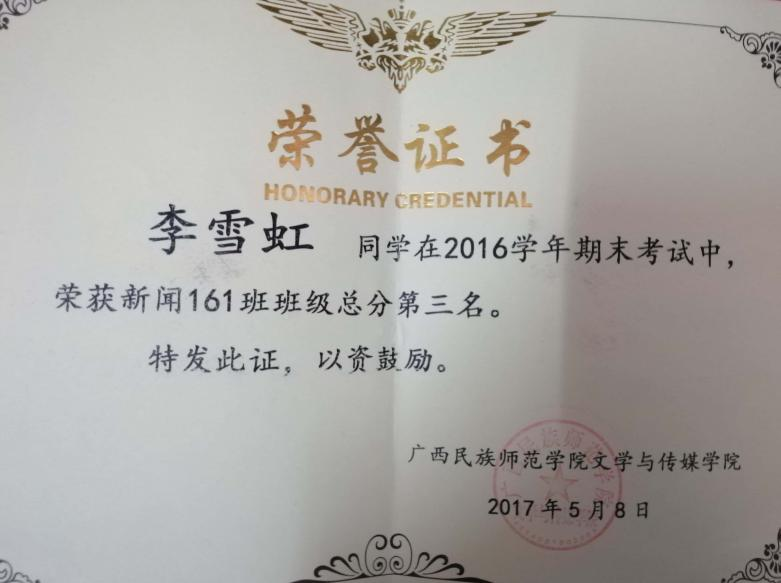 荣誉证书
HONORARY CREDENTIAL
李雪虹 同学在2016学年期末考试中，
荣获新闻161班班级总分第三名。
特发此证，以资鼓励。
广西民族师范学院文学与传媒学院
2017年5月8日